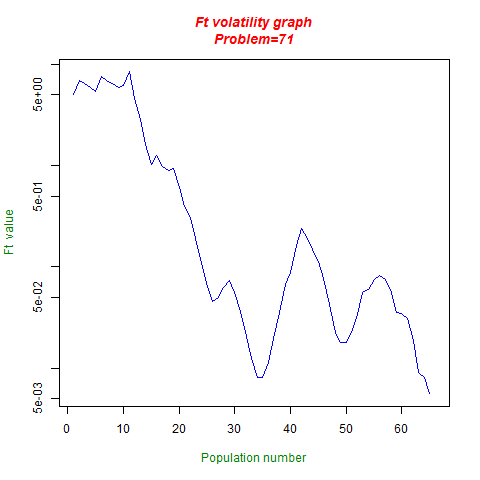 Ft volatility graph
Problem=71
Ft value
5e+00
5e-01
5e-02
5e-03
0 10 20 30 40 50 60
Population number